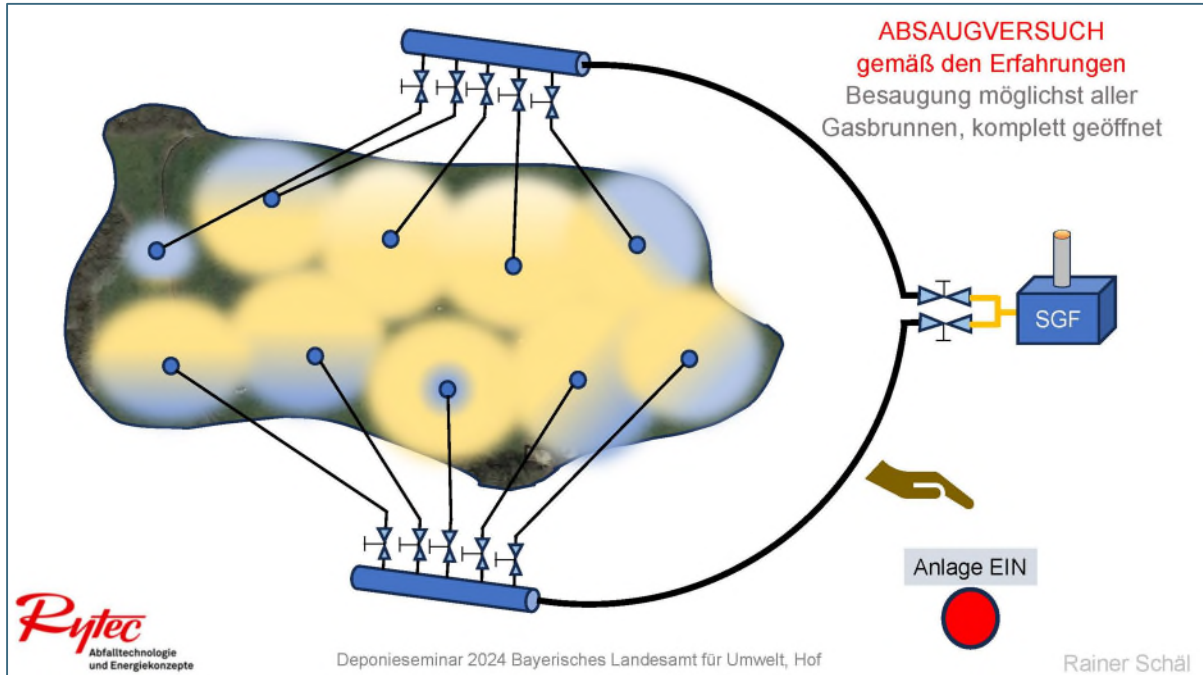 ABSAUGVERSUCH
gemäß den Erfahrungen
Besaugung möglichst aller
Gasbrunnen, komplett geöffnet
SGF
Anlage EIN
Rytec
Abfalltechnologie
und Energiekonzepte
Deponieseminar 2024 Bayerisches Landesamt für Umwelt, Hof
Rainer Schäl